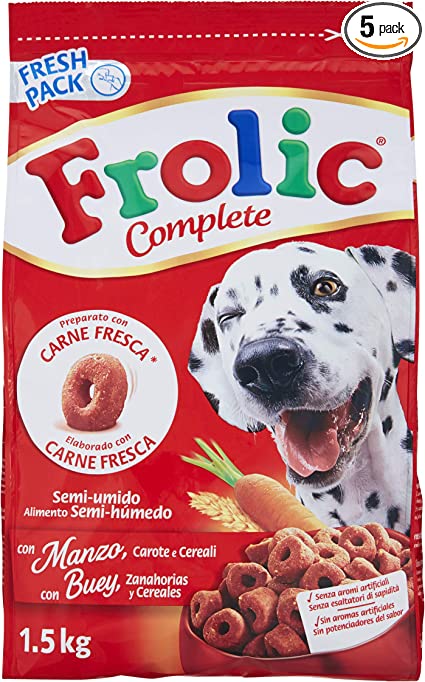 5 pack
FRESH
PACK
Frolic®
Complete
Preparato con
CARNE FRESCA*
Elaborado con
CARNE FRESCA
Semi-umido
Alimento Semi-húmedo
con Manzo, Carote e Cereali
con Buey, Zanahorias
y Cereales
✓ Senza aromi artificiali
Senza esaltatori di sapidità
✓ Sin aromas artificiales
Sin potenciadores del sabor
1.5 kg